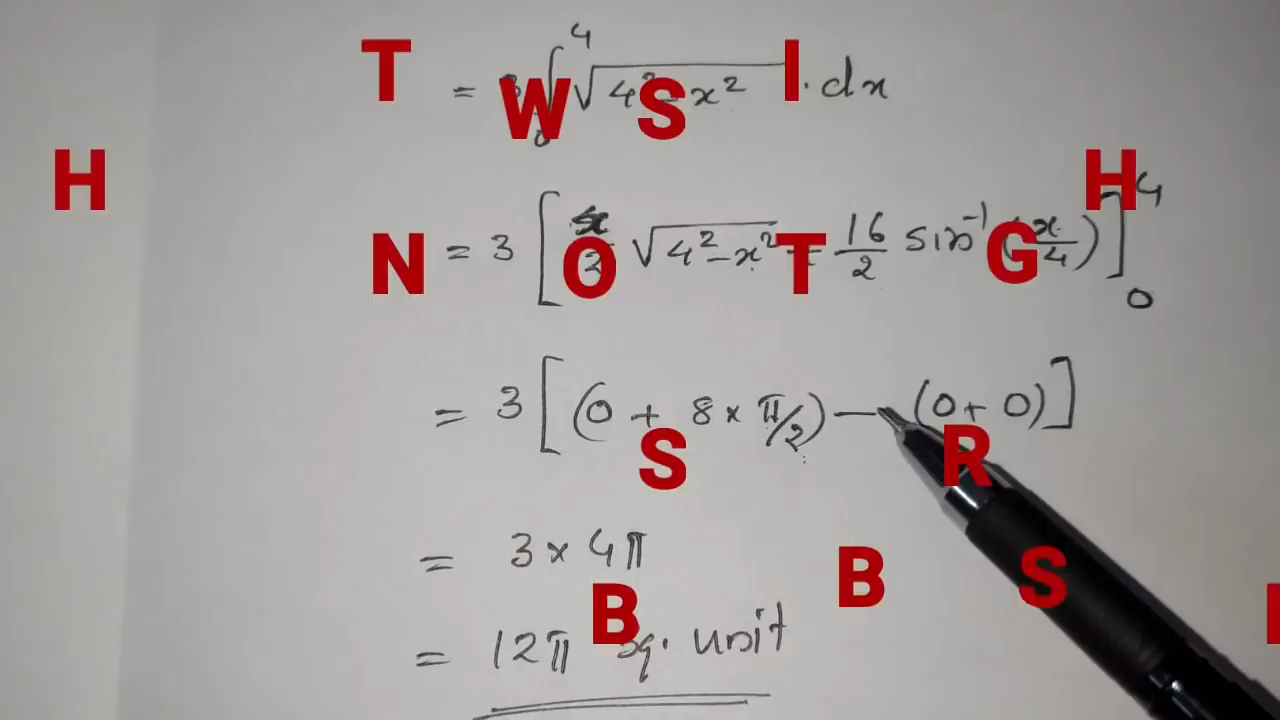 T W S I
= 3 ∫₀⁴ √4² - x² . dx
H H
= 3 [ x/2 √4² - x² + 16/2 sin⁻¹ (x/4) ]₀⁴
N O T G
= 3 [ (0 + 8 × π/2) — (0 + 0) ]
S R
= 3 × 4π
B B S
= 12π sq. unit